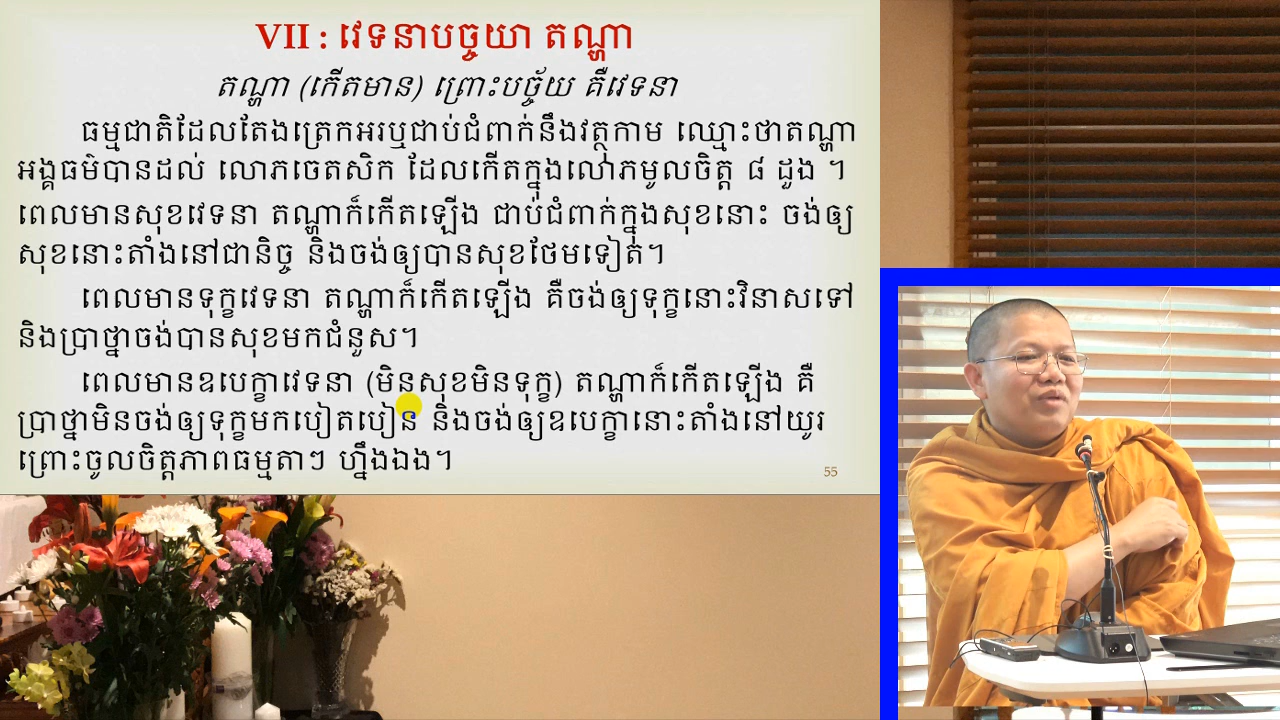 VII : វេទនាបច្ចយា តណ្ហា
តណ្ហា (កើតមាន) ព្រោះបច្ច័យ គឺវេទនា
ធម្មជាតិដែលតែងត្រេកអរឬជាប់ជំពាក់នឹងវត្ថុកាម ឈ្មោះថាតណ្ហា
អង្គធម៌បានដល់ លោភចេតសិក ដែលកើតក្នុងលោភមូលចិត្ត ៨ ដួង ។
ពេលមានសុខវេទនា តណ្ហាក៏កើតឡើង ជាប់ជំពាក់ក្នុងសុខនោះ ចង់ឲ្យ
សុខនោះតាំងនៅជានិច្ច និងចង់ឲ្យបានសុខថែមទៀត។
ពេលមានទុក្ខវេទនា តណ្ហាក៏កើតឡើង គឺចង់ឲ្យទុក្ខនោះវិនាសទៅ
និងប្រាថ្នាចង់បានសុខមកជំនួស។
ពេលមានឧបេក្ខាវេទនា (មិនសុខមិនទុក្ខ) តណ្ហាក៏កើតឡើង គឺ
ប្រាថ្នាមិនចង់ឲ្យទុក្ខមកបៀតបៀន និងចង់ឲ្យឧបេក្ខានោះតាំងនៅយូរ
ព្រោះចូលចិត្តភាពធម្មតាៗ ហ្នឹងឯង។
55